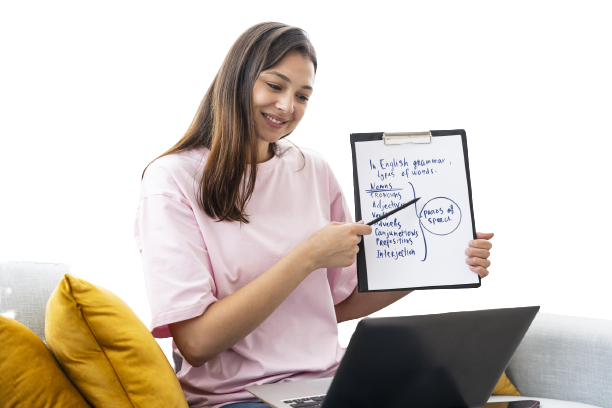 In English grammar,
types of words.
Nouns
Pronouns
Adjectives
Adverbs
Conjunctions
Prepositions
Interjection
parts of
speech